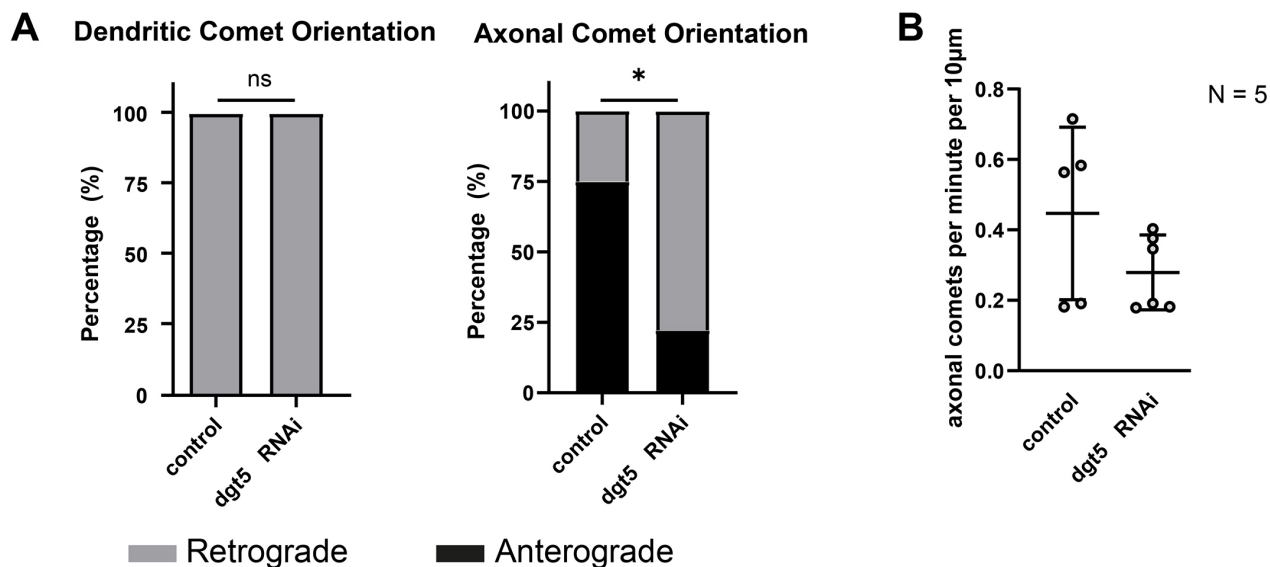 A
Dendritic Comet Orientation
ns
100
75
50
25
0
Percentage (%)
control
dgt5 RNAi
Axonal Comet Orientation
*
100
75
50
25
0
Percentage (%)
control
dgt5 RNAi
Retrograde
Anterograde
B
axonal comets per minute per 10μm
0.8
0.6
0.4
0.2
0.0
control
dgt5 RNAi
N = 5